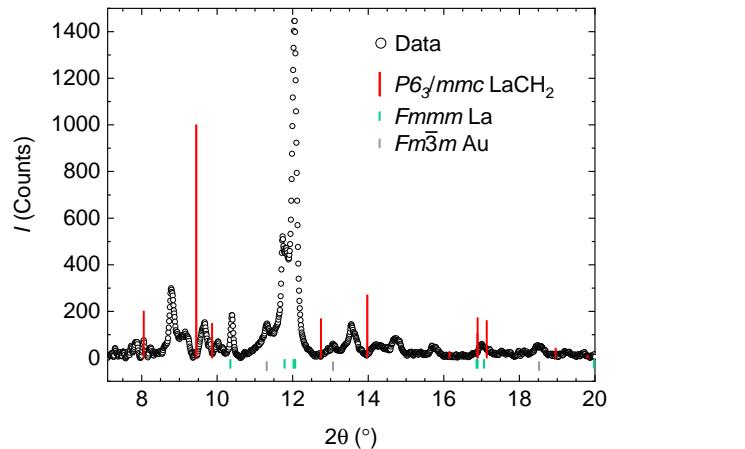 1400
1200
1000
800
600
400
200
0
I (Counts)
Data
P6₃/mmc LaCH₂
Fmmm La
Fm3̅m Au
8 10 12 14 16 18 20
2θ (°)